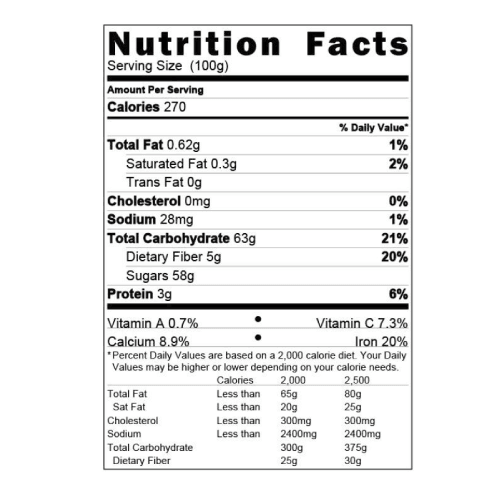 Nutrition Facts
Serving Size (100g)
Amount Per Serving
Calories 270
% Daily Value*
Total Fat 0.62g 1%
Saturated Fat 0.3g 2%
Trans Fat 0g
Cholesterol 0mg 0%
Sodium 28mg 1%
Total Carbohydrate 63g 21%
Dietary Fiber 5g 20%
Sugars 58g
Protein 3g 6%
Vitamin A 0.7% • Vitamin C 7.3%
Calcium 8.9% • Iron 20%
*Percent Daily Values are based on a 2,000 calorie diet. Your Daily
Values may be higher or lower depending on your calorie needs.
Calories 2,000 2,500
Total Fat Less than 65g 80g
Sat Fat Less than 20g 25g
Cholesterol Less than 300mg 300mg
Sodium Less than 2400mg 2400mg
Total Carbohydrate 300g 375g
Dietary Fiber 25g 30g